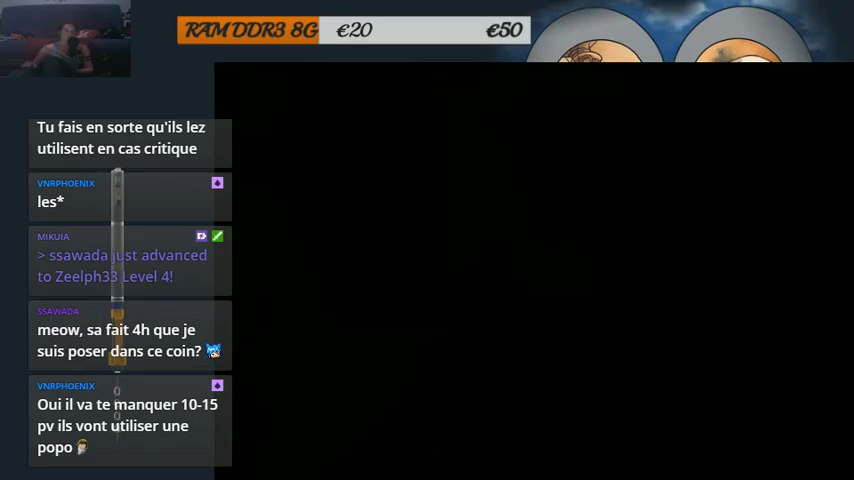 RAM DDR3 8G €20 €50
Tu fais en sorte qu'ils lez
utilisent en cas critique
VNRPHOENIX
les*
MIKUIA
> ssawada just advanced
to Zeelph33 Level 4!
SSAWADA
meow, sa fait 4h que je
suis poser dans ce coin?
VNRPHOENIX
Oui il va te manquer 10-15
pv ils vont utiliser une
popo